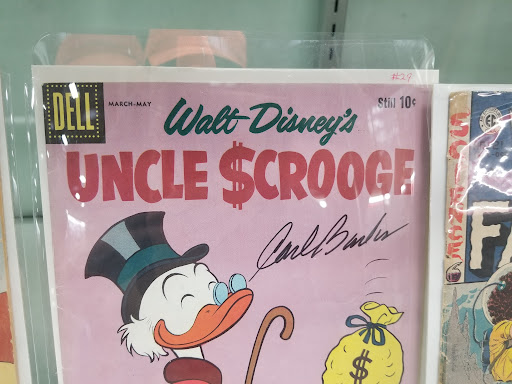 #29
DELL
MARCH-MAY
Walt Disney's
Still 10¢
UNCLE $CROOGE
Carl Barks
$